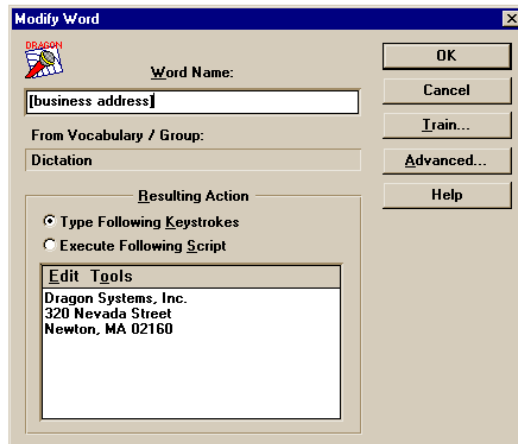 Modify Word
DRAGON
Word Name:
[business address]
From Vocabulary / Group:
Dictation
Resulting Action
Type Following Keystrokes
Execute Following Script
Edit Tools
Dragon Systems, Inc.
320 Nevada Street
Newton, MA 02160
OK
Cancel
Train...
Advanced...
Help